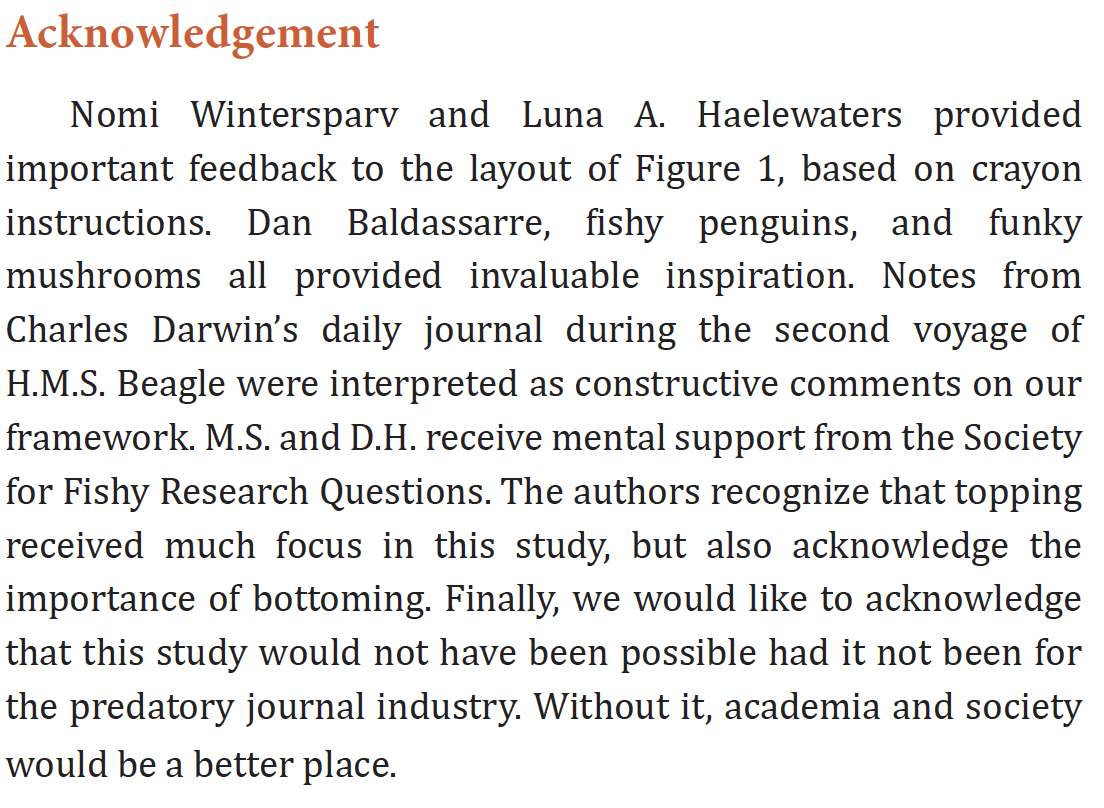 Acknowledgement
Nomi Wintersparv and Luna A. Haelewaters provided
important feedback to the layout of Figure 1, based on crayon
instructions. Dan Baldassarre, fishy penguins, and funky
mushrooms all provided invaluable inspiration. Notes from
Charles Darwin’s daily journal during the second voyage of
H.M.S. Beagle were interpreted as constructive comments on our
framework. M.S. and D.H. receive mental support from the Society
for Fishy Research Questions. The authors recognize that topping
received much focus in this study, but also acknowledge the
importance of bottoming. Finally, we would like to acknowledge
that this study would not have been possible had it not been for
the predatory journal industry. Without it, academia and society
would be a better place.